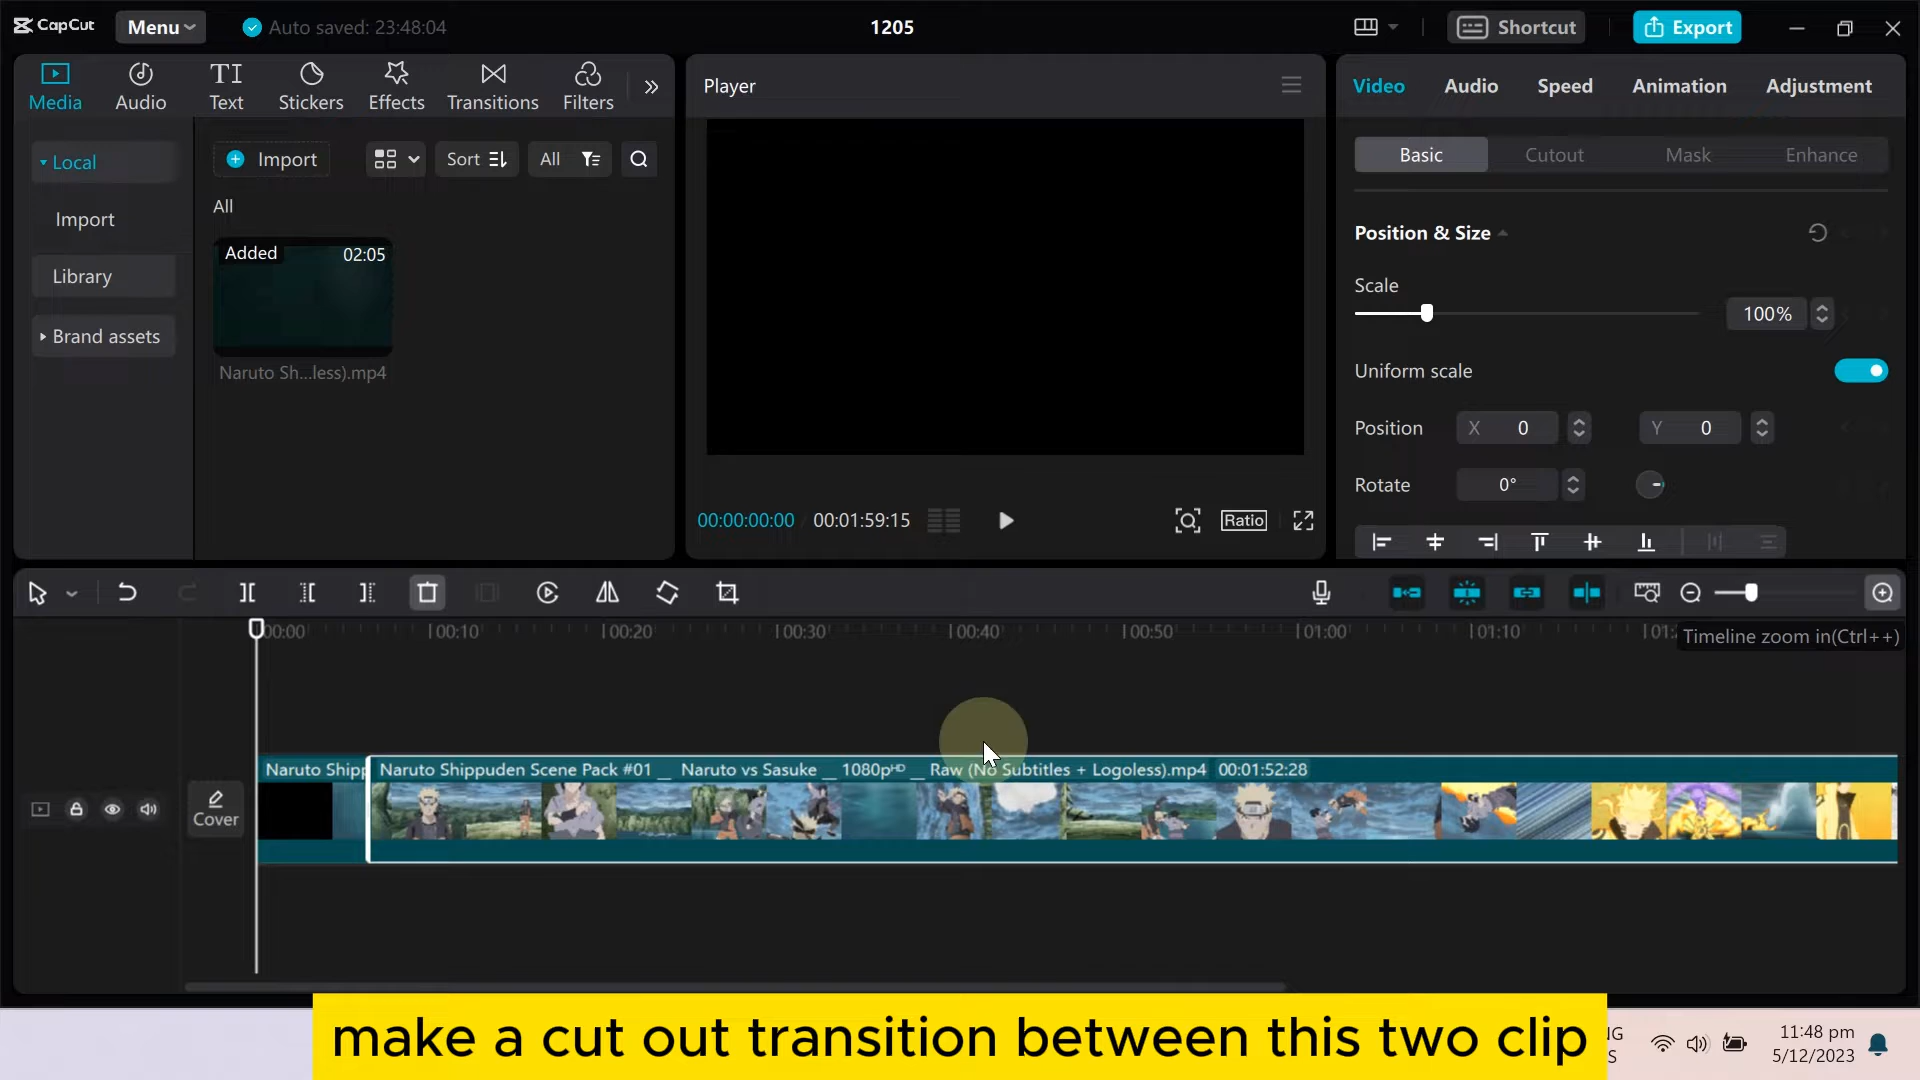 CapCut
Menu
Auto saved: 23:48:04
1205
Shortcut
Export
Media
Audio
Text
Stickers
Effects
Transitions
Filters
Player
Video
Audio
Speed
Animation
Adjustment
Local
Import
Library
Brand assets
Import
Sort
All
All
Added
02:05
Naruto Sh...less).mp4
00:00:00:00
00:01:59:15
Ratio
Basic
Cutout
Mask
Enhance
Position & Size
Scale
100%
Uniform scale
Position
X 0
Y 0
Rotate
0°
00:00
00:10
00:20
00:30
00:40
00:50
01:00
01:10
Timeline zoom in(Ctrl++)
Cover
Naruto Shipp
Naruto Shippuden Scene Pack #01 __ Naruto vs Sasuke __ 1080pᴴᴰ __ Raw (No Subtitles + Logoless).mp4 00:01:52:28
make a cut out transition between this two clip
11:48 pm
5/12/2023